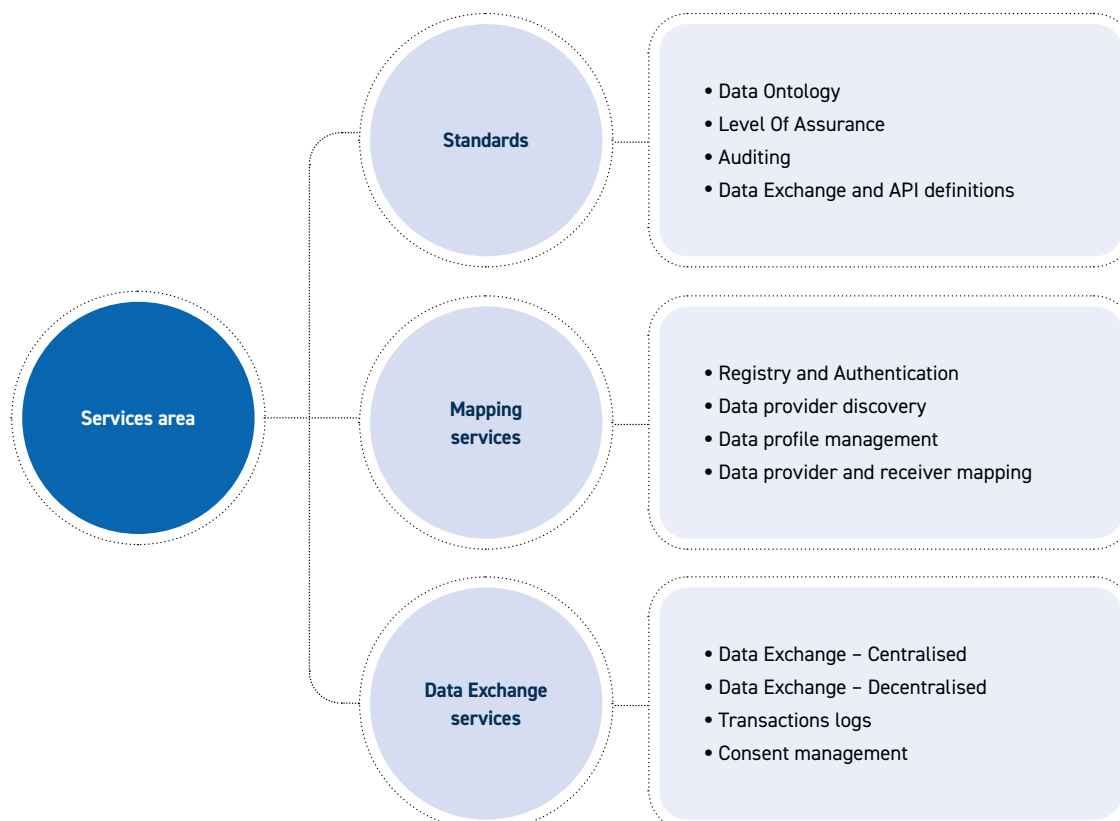 Standards
• Data Ontology
• Level Of Assurance
• Auditing
• Data Exchange and API definitions
Services area
Mapping
services
• Registry and Authentication
• Data provider discovery
• Data profile management
• Data provider and receiver mapping
Data Exchange
services
• Data Exchange – Centralised
• Data Exchange – Decentralised
• Transactions logs
• Consent management